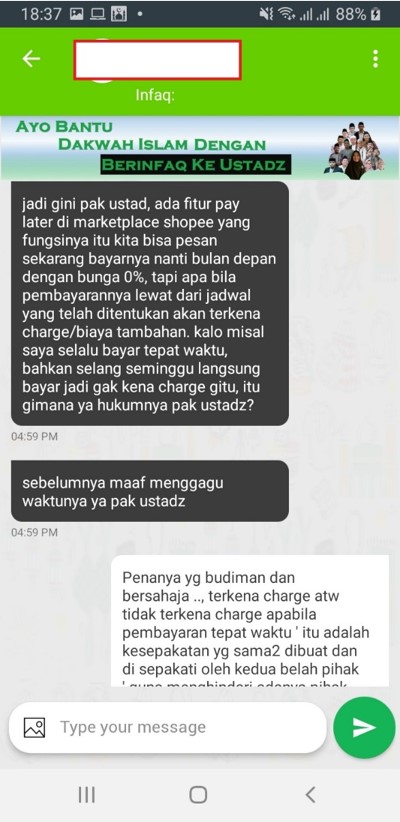 18:37
88%
Infaq:
AYO BANTU
DAKWAH ISLAM DENGAN
BERINFAQ KE USTADZ
jadi gini pak ustad, ada fitur pay
later di marketplace shopee yang
fungsinya itu kita bisa pesan
sekarang bayarnya nanti bulan depan
dengan bunga 0%, tapi apa bila
pembayarannya lewat dari jadwal
yang telah ditentukan akan terkena
charge/biaya tambahan. kalo misal
saya selalu bayar tepat waktu,
bahkan selang seminggu langsung
bayar jadi gak kena charge gitu, itu
gimana ya hukumnya pak ustadz?
04:59 PM
sebelumnya maaf menggagu
waktunya ya pak ustadz
04:59 PM
Penanya yg budiman dan
bersahaja .., terkena charge atw
tidak terkena charge apabila
pembayaran tepat waktu ' itu adalah
kesepakatan yg sama2 dibuat dan
di sepakati oleh kedua belah pihak
Type your message